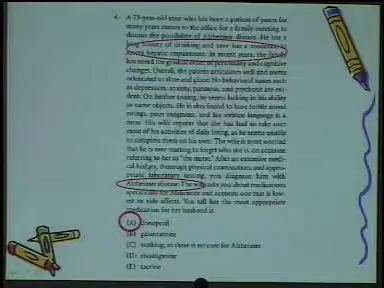 4. A 73-year-old man who has been a patient of yours for
many years comes to the office for a family meeting to
discuss the possibility of Alzheimer disease. He has a
long history of drinking and now has a moderate to
severe hepatic impairment. In recent years, the family
has noted the gradual onset of personality and cognitive
changes. Overall, the patient articulates well and seems
oriented to time and place. No behavioral issues such
as depression, anxiety, paranoia, and psychosis are evi-
dent. On further testing, he seems lacking in his ability
to name objects. He is also found to have mood
swings, poor judgment, and his written language is a
mess. His wife reports that she has had to take over
most of his activities of daily living, as he seems unable
to complete them on his own. The wife is most worried
that he is now starting to forget who she is, on occasion
referring to her as "the nurse." After an extensive medi-
cal history, thorough physical examination, and appro-
priate laboratory testing, you diagnose him with
Alzheimer disease. The wife asks you about medications
specifically for Alzheimer and requests one that is low-
est in side effects. You tell her the most appropriate
medication for her husband is
(A) donepezil
(B) galantamine
(C) nothing, as there is no cure for Alzheimer
(D) rivastigmine
(E) tacrine